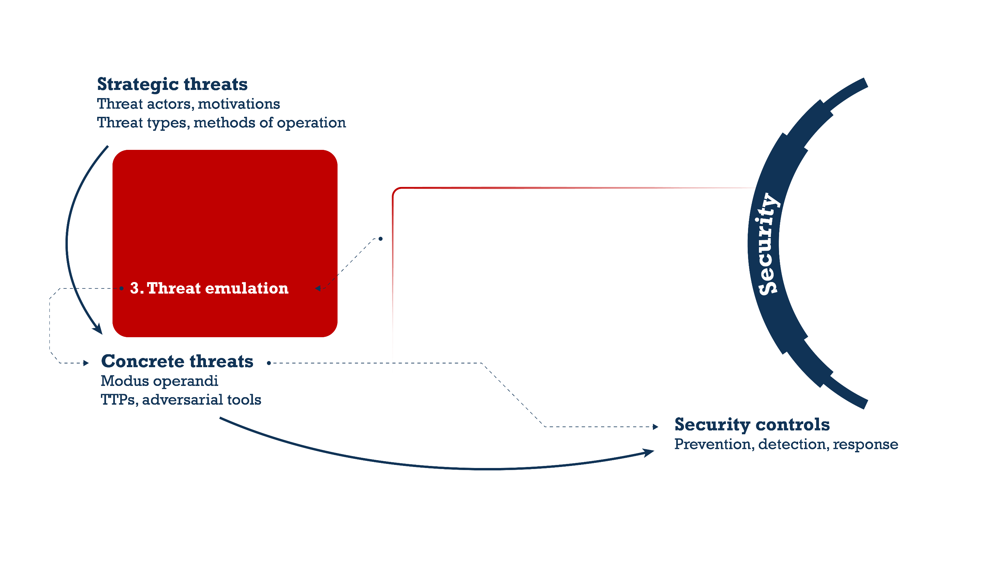 Strategic threats
Threat actors, motivations
Threat types, methods of operation
3. Threat emulation
Security
Concrete threats
Modus operandi
TTPs, adversarial tools
Security controls
Prevention, detection, response